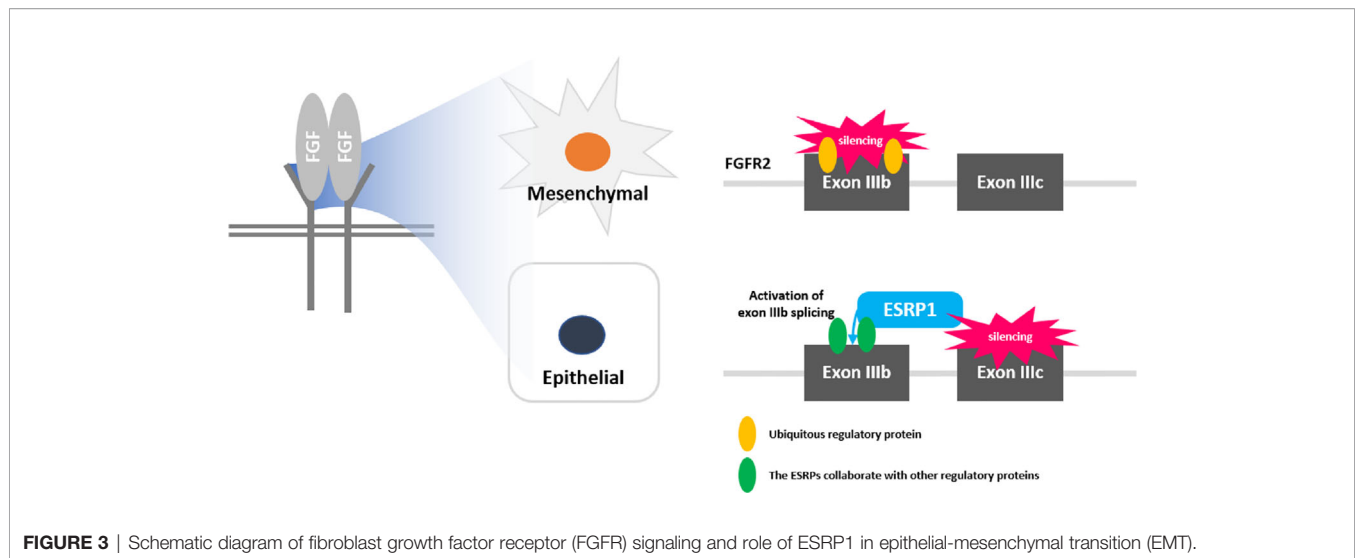 FGF
FGF
Mesenchymal
Epithelial
FGFR2
silencing
Exon IIIb
Exon IIIc
Activation of
exon IIIb splicing
ESRP1
silencing
Exon IIIb
Exon IIIc
Ubiquitous regulatory protein
The ESRPs collaborate with other regulatory proteins
FIGURE 3 | Schematic diagram of fibroblast growth factor receptor (FGFR) signaling and role of ESRP1 in epithelial-mesenchymal transition (EMT).